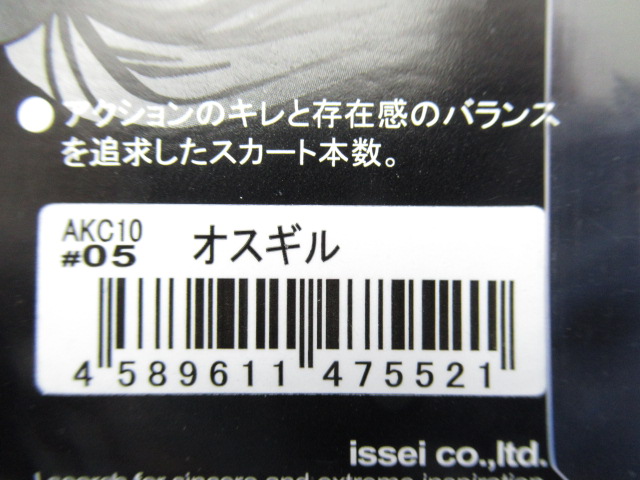 ●アクションのキレと存在感のバランス
を追求したスカート本数。
AKC10
#05 オスギル
4 589611 475521
issei co.,ltd.